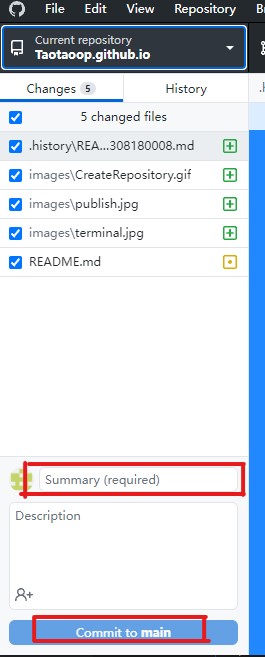 File Edit View Repository Bran
Current repository
Taotaoop.github.io
Changes 5 History
5 changed files
.history\REA...308180008.md
images\CreateRepository.gif
images\publish.jpg
images\terminal.jpg
README.md
Summary (required)
Description
Commit to main